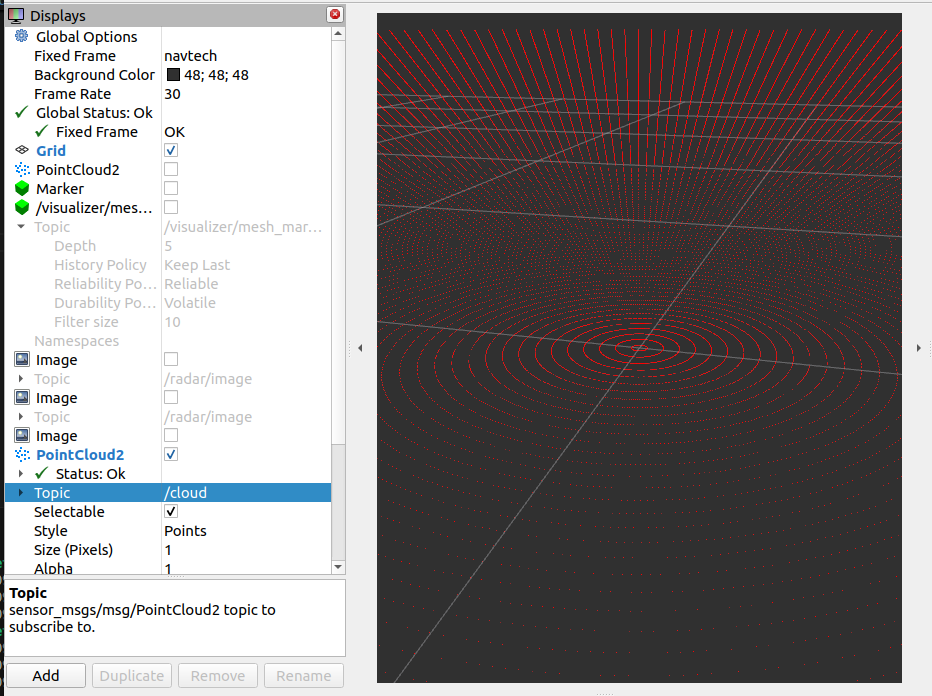 Displays
Global Options
Fixed Frame navtech
Background Color 48; 48; 48
Frame Rate 30
Global Status: Ok
Fixed Frame OK
Grid
PointCloud2
Marker
/visualizer/mes...
Topic /visualizer/mesh_mar...
Depth 5
History Policy Keep Last
Reliability Po... Reliable
Durability Po... Volatile
Filter size 10
Namespaces
Image
Topic /radar/image
Image
Topic /radar/image
Image
PointCloud2
Status: Ok
Topic /cloud
Selectable
Style Points
Size (Pixels) 1
Alpha 1
Topic
sensor_msgs/msg/PointCloud2 topic to
subscribe to.
Add Duplicate Remove Rename